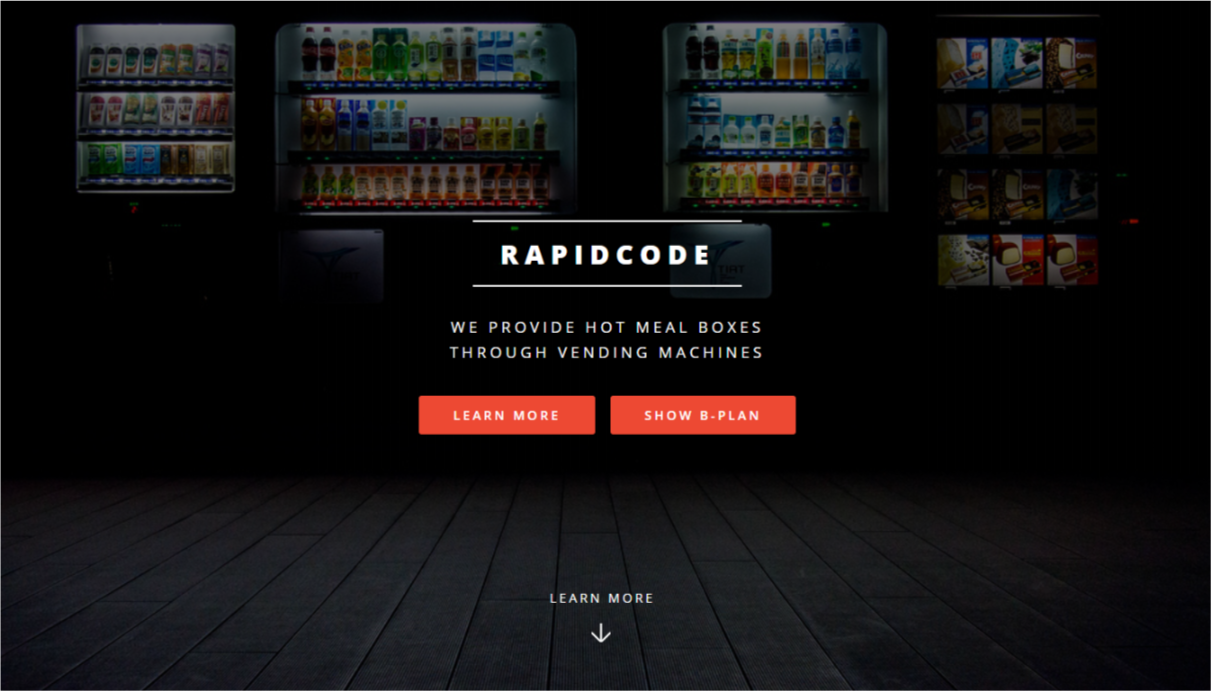 RAPIDCODE
WE PROVIDE HOT MEAL BOXES
THROUGH VENDING MACHINES
LEARN MORE
SHOW B-PLAN
LEARN MORE